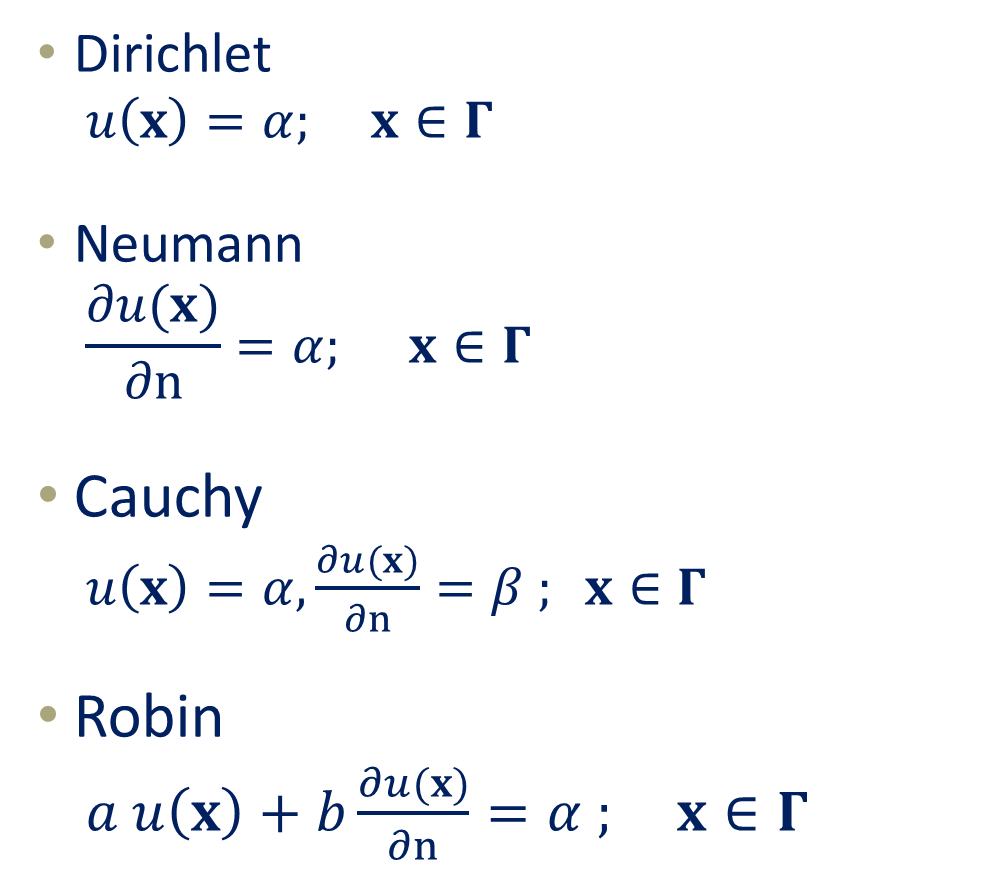 • Dirichlet
u(𝐱) = α;  𝐱 ∈ 𝚪
• Neumann
∂u(𝐱)/∂n = α;  𝐱 ∈ 𝚪
• Cauchy
u(𝐱) = α, ∂u(𝐱)/∂n = β ; 𝐱 ∈ 𝚪
• Robin
a u(𝐱) + b ∂u(𝐱)/∂n = α ;  𝐱 ∈ 𝚪